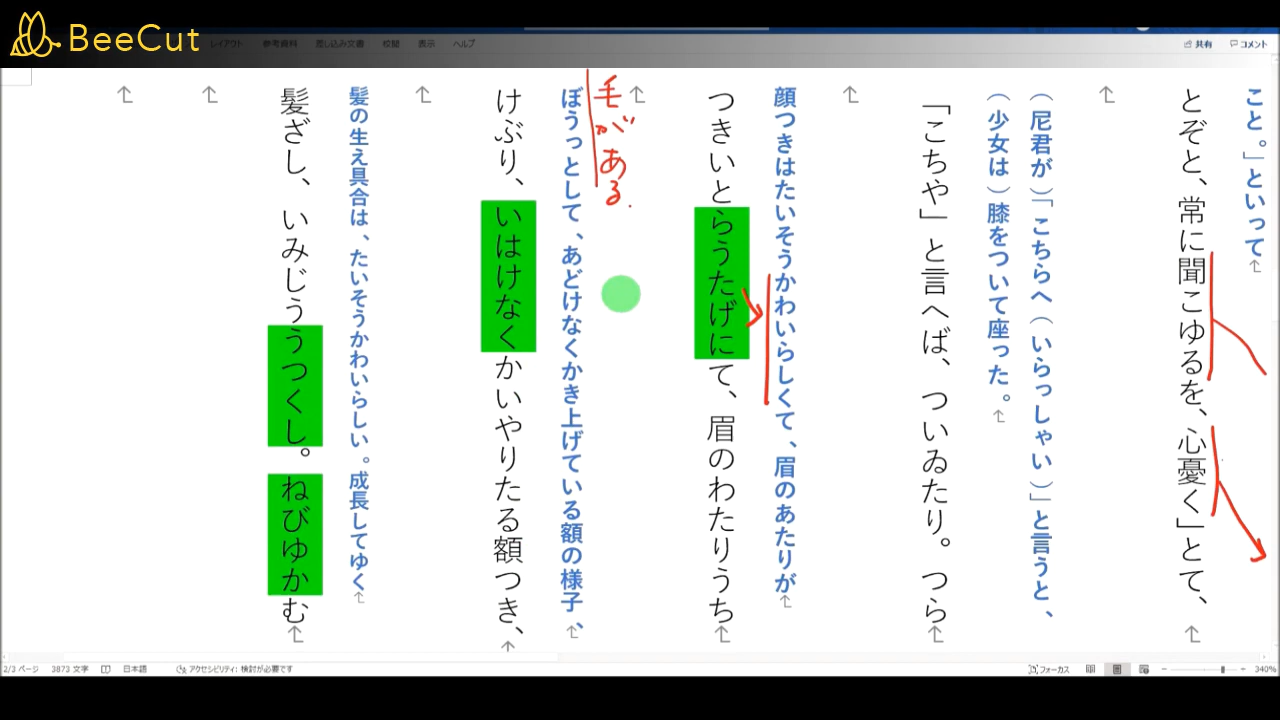 BeeCut
レイアウト 参考資料 差し込み文書 校閲 表示 ヘルプ 共有 コメント
こと。」といって
とぞと、常に聞こゆるを、心憂く」とて、
(尼君が)「こちらへ(いらっしゃい)」と言うと、
(少女は)膝をついて座った。
「こちや」と言へば、ついゐたり。つら
顔つきはたいそうかわいらしくて、眉のあたりが
つきいとらうたげにて、眉のわたりうち
毛がある.
ぼうっとして、あどけなくかき上げている額の様子、
けぶり、いはけなくかいやりたる額つき、
髪の生え具合は、たいそうかわいらしい。成長してゆく
髪ざし、いみじううつくし。ねびゆかむ
2/3 ページ 3873 文字 日本語 アクセシビリティ: 検討が必要です フォーカス 340%